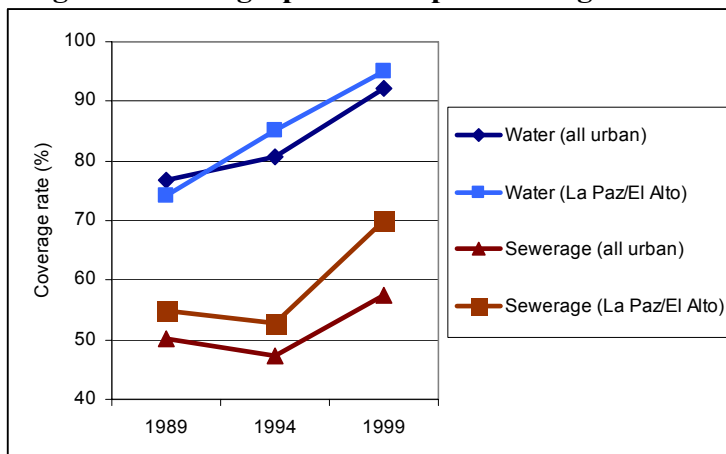 100
90
80
70
60
50
40
Coverage rate (%)
1989 1994 1999
Water (all urban)
Water (La Paz/El Alto)
Sewerage (all urban)
Sewerage (La Paz/El Alto)